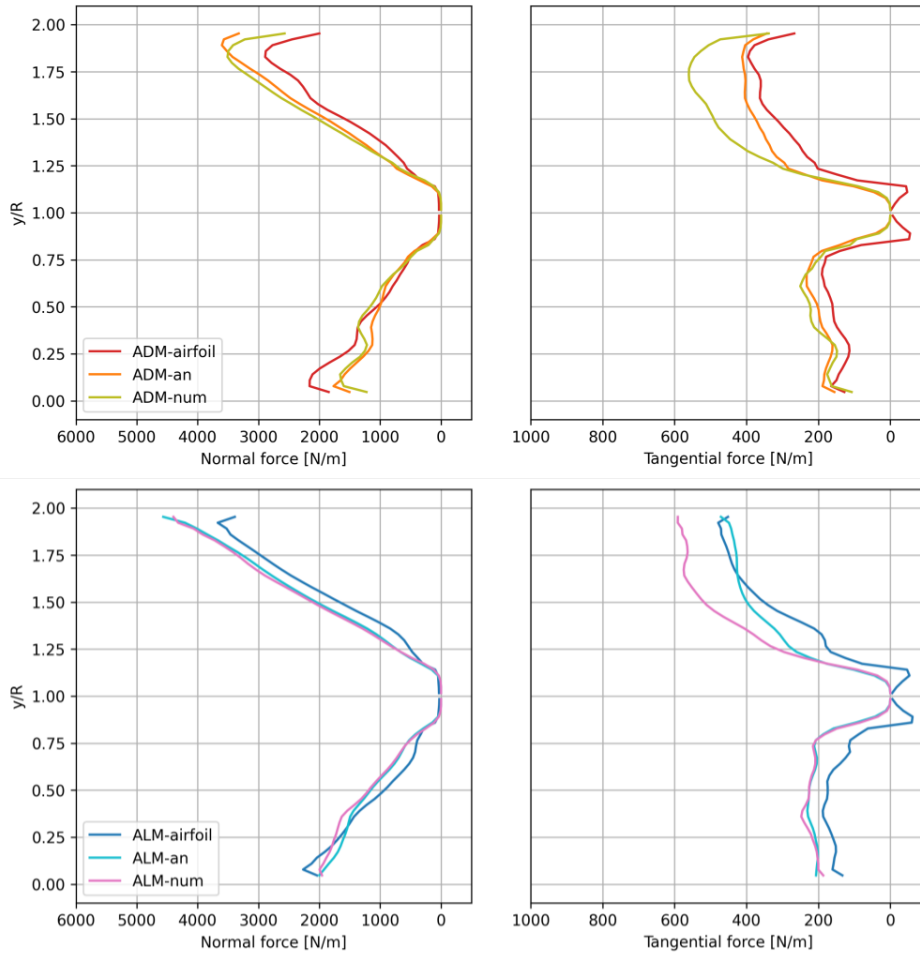 2.00
1.75
1.50
1.25
1.00
0.75
0.50
0.25
0.00
y/R
ADM-airfoil
ADM-an
ADM-num
6000 5000 4000 3000 2000 1000 0
Normal force [N/m]
1000 800 600 400 200 0
Tangential force [N/m]
2.00
1.75
1.50
1.25
1.00
0.75
0.50
0.25
0.00
y/R
ALM-airfoil
ALM-an
ALM-num
6000 5000 4000 3000 2000 1000 0
Normal force [N/m]
1000 800 600 400 200 0
Tangential force [N/m]